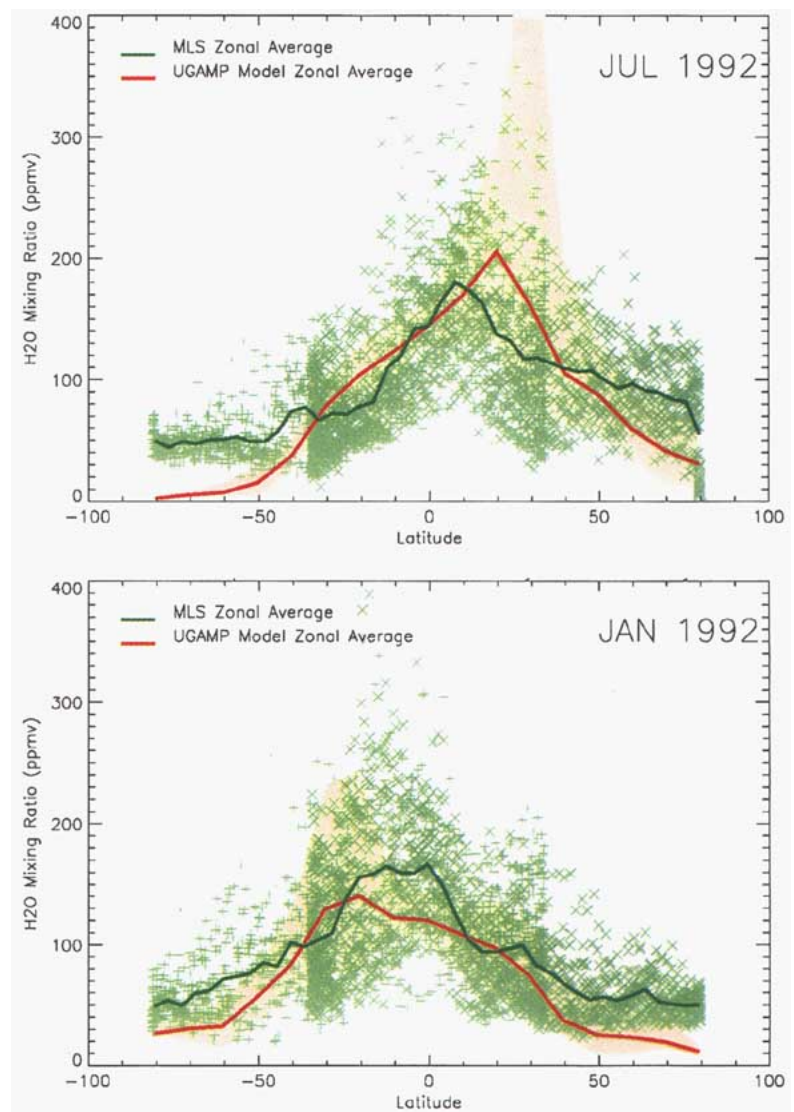 400
MLS Zonal Average
UGAMP Model Zonal Average
JUL 1992
300
200
100
0
H2O Mixing Ratio (ppmv)
-100
-50
0
50
100
Latitude
400
MLS Zonal Average
UGAMP Model Zonal Average
JAN 1992
300
200
100
0
H2O Mixing Ratio (ppmv)
-100
-50
0
50
100
Latitude